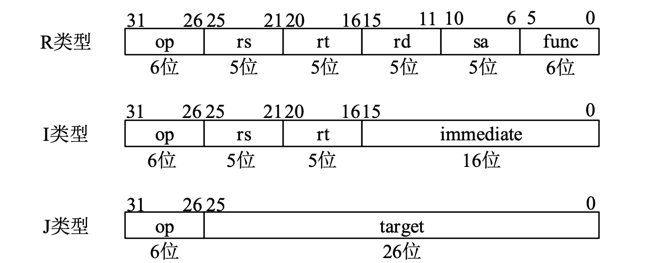 31 26 25 21 20 16 15 11 10 6 5 0
R类型 op rs rt rd sa func
6位 5位 5位 5位 5位 6位
31 26 25 21 20 16 15 0
I类型 op rs rt immediate
6位 5位 5位 16位
31 26 25 0
J类型 op target
6位 26位